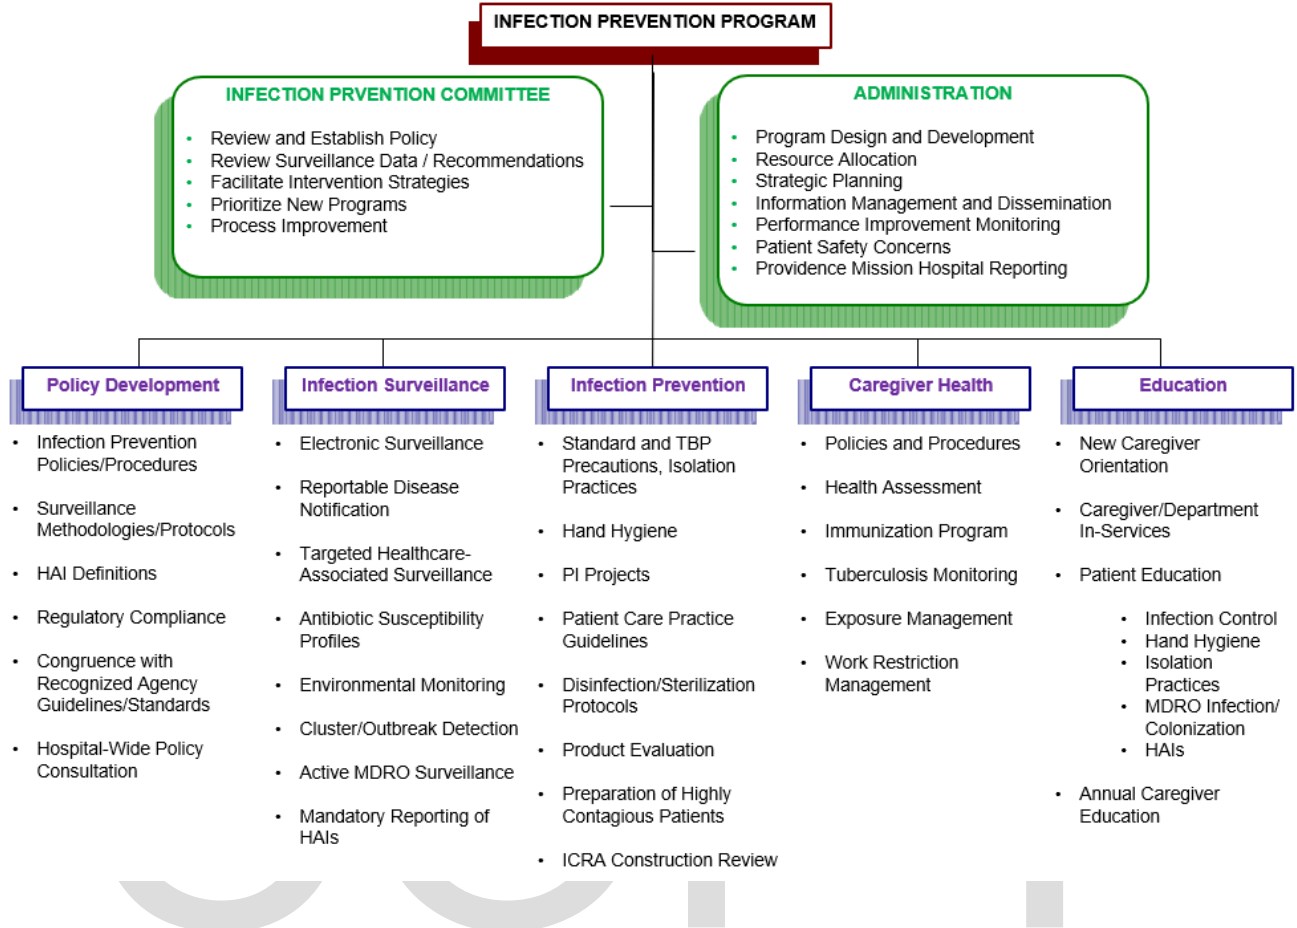 INFECTION PREVENTION PROGRAM
INFECTION PRVENTION COMMITTEE
• Review and Establish Policy
• Review Surveillance Data / Recommendations
• Facilitate Intervention Strategies
• Prioritize New Programs
• Process Improvement
ADMINISTRATION
• Program Design and Development
• Resource Allocation
• Strategic Planning
• Information Management and Dissemination
• Performance Improvement Monitoring
• Patient Safety Concerns
• Providence Mission Hospital Reporting
Policy Development
• Infection Prevention
Policies/Procedures
• Surveillance
Methodologies/Protocols
• HAI Definitions
• Regulatory Compliance
• Congruence with
Recognized Agency
Guidelines/Standards
• Hospital-Wide Policy
Consultation
Infection Surveillance
• Electronic Surveillance
• Reportable Disease
Notification
• Targeted Healthcare-
Associated Surveillance
• Antibiotic Susceptibility
Profiles
• Environmental Monitoring
• Cluster/Outbreak Detection
• Active MDRO Surveillance
• Mandatory Reporting of
HAIs
Infection Prevention
• Standard and TBP
Precautions, Isolation
Practices
• Hand Hygiene
• PI Projects
• Patient Care Practice
Guidelines
• Disinfection/Sterilization
Protocols
• Product Evaluation
• Preparation of Highly
Contagious Patients
• ICRA Construction Review
Caregiver Health
• Policies and Procedures
• Health Assessment
• Immunization Program
• Tuberculosis Monitoring
• Exposure Management
• Work Restriction
Management
Education
• New Caregiver
Orientation
• Caregiver/Department
In-Services
• Patient Education
• Infection Control
• Hand Hygiene
• Isolation
Practices
• MDRO Infection/
Colonization
• HAIs
• Annual Caregiver
Education